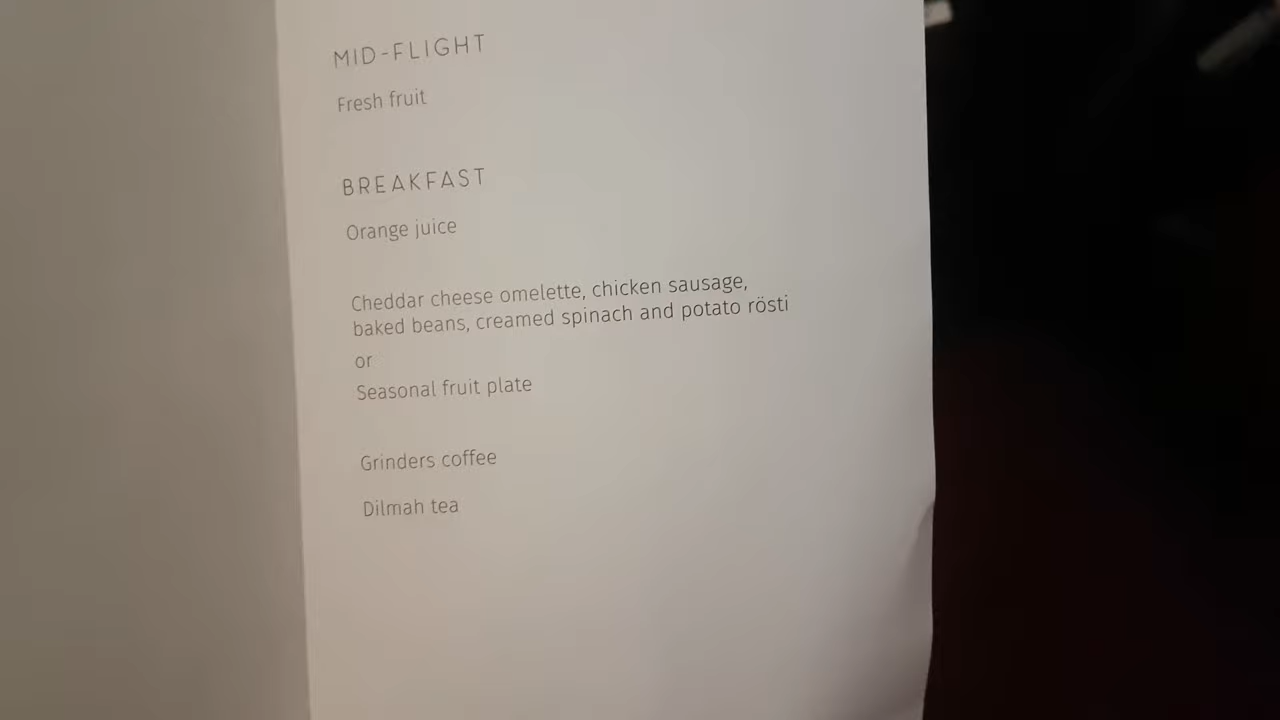 MID-FLIGHT
Fresh fruit
BREAKFAST
Orange juice
Cheddar cheese omelette, chicken sausage,
baked beans, creamed spinach and potato rösti
or
Seasonal fruit plate
Grinders coffee
Dilmah tea